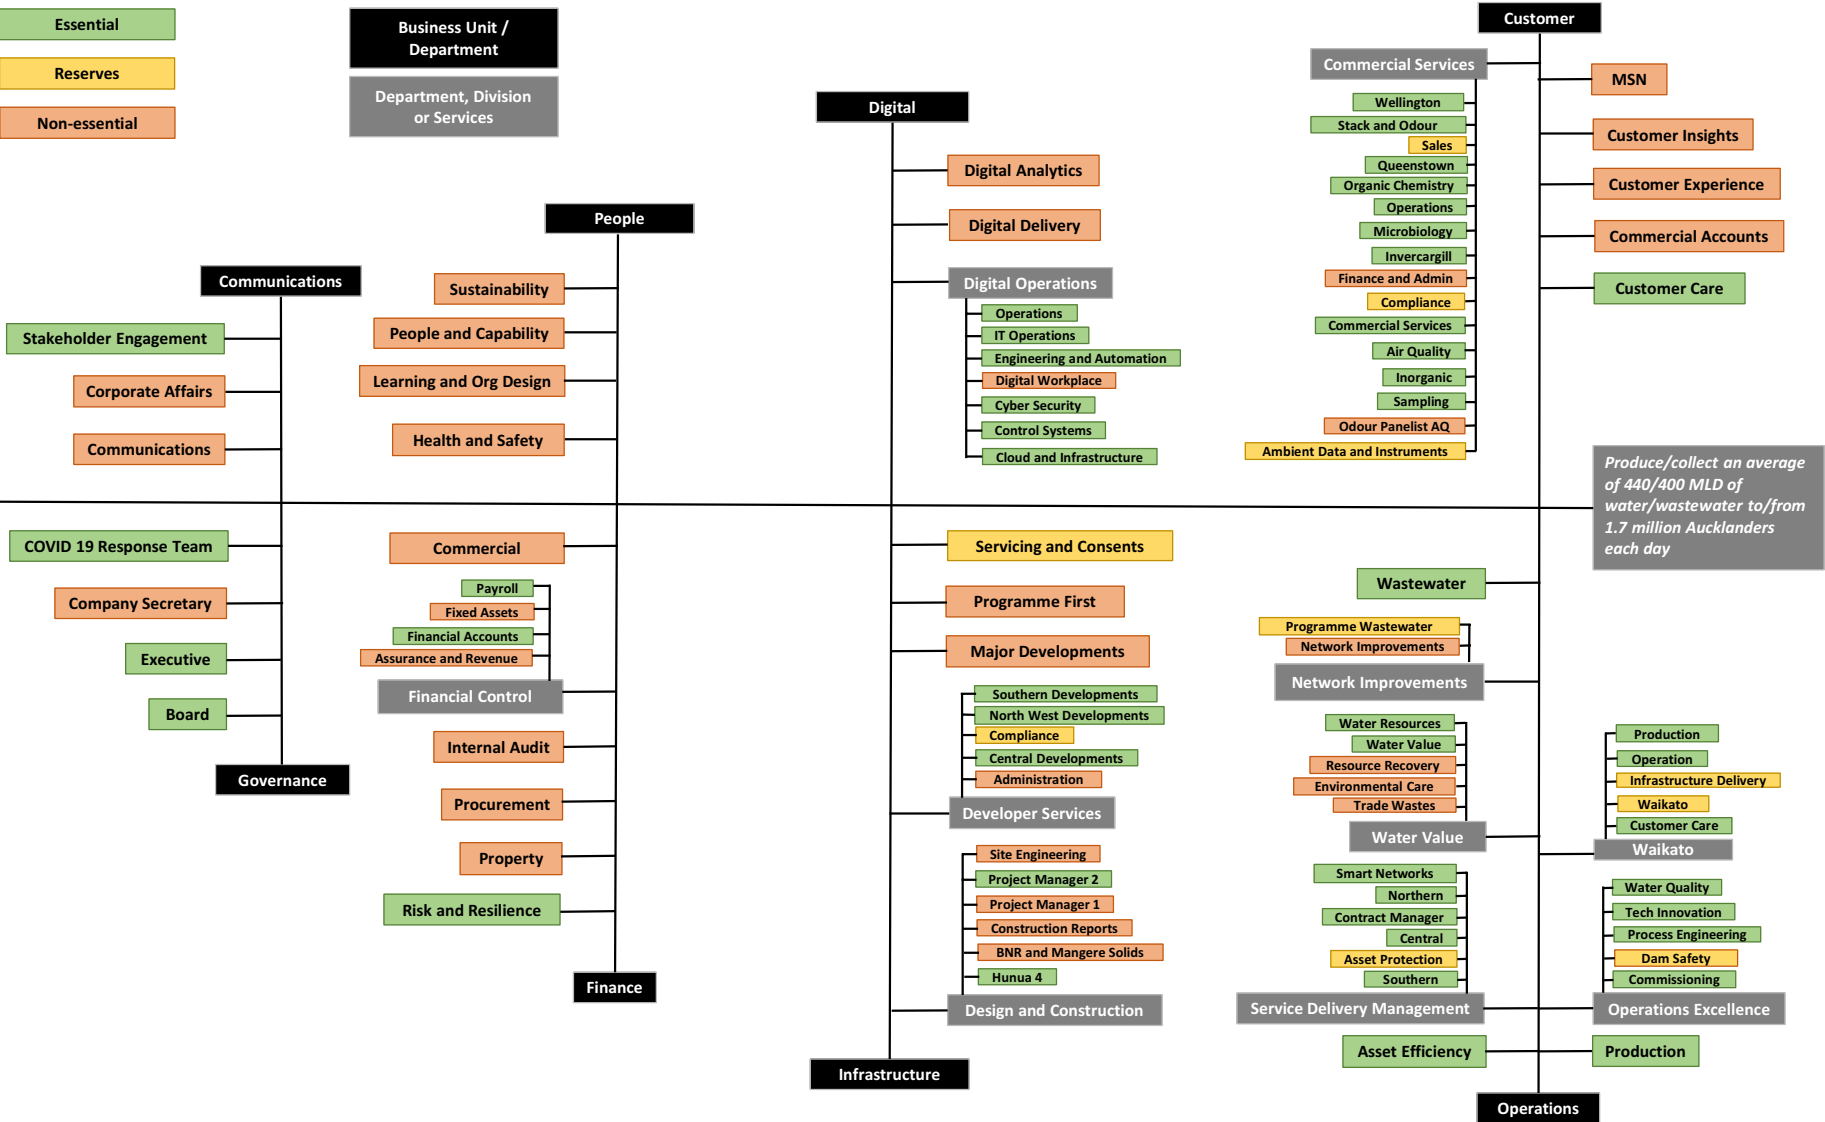 Essential
Reserves
Non-essential
Business Unit /
Department
Department, Division
or Services
Communications
Stakeholder Engagement
Corporate Affairs
Communications
People
Sustainability
People and Capability
Learning and Org Design
Health and Safety
Digital
Digital Analytics
Digital Delivery
Digital Operations
Operations
IT Operations
Engineering and Automation
Digital Workplace
Cyber Security
Control Systems
Cloud and Infrastructure
Customer
Commercial Services
Wellington
Stack and Odour
Sales
Queenstown
Organic Chemistry
Operations
Microbiology
Invercargill
Finance and Admin
Compliance
Commercial Services
Air Quality
Inorganic
Sampling
Odour Panelist AQ
Ambient Data and Instruments
MSN
Customer Insights
Customer Experience
Commercial Accounts
Customer Care
Produce/collect an average
of 440/400 MLD of
water/wastewater to/from
1.7 million Aucklanders
each day
COVID 19 Response Team
Company Secretary
Executive
Board
Governance
Commercial
Payroll
Fixed Assets
Financial Accounts
Assurance and Revenue
Financial Control
Internal Audit
Procurement
Property
Risk and Resilience
Finance
Servicing and Consents
Programme First
Major Developments
Southern Developments
North West Developments
Compliance
Central Developments
Administration
Developer Services
Site Engineering
Project Manager 2
Project Manager 1
Construction Reports
BNR and Mangere Solids
Hunua 4
Design and Construction
Infrastructure
Wastewater
Programme Wastewater
Network Improvements
Network Improvements
Water Resources
Water Value
Resource Recovery
Environmental Care
Trade Wastes
Water Value
Smart Networks
Northern
Contract Manager
Central
Asset Protection
Southern
Service Delivery Management
Asset Efficiency
Production
Operation
Infrastructure Delivery
Waikato
Customer Care
Waikato
Water Quality
Tech Innovation
Process Engineering
Dam Safety
Commissioning
Operations Excellence
Production
Operations